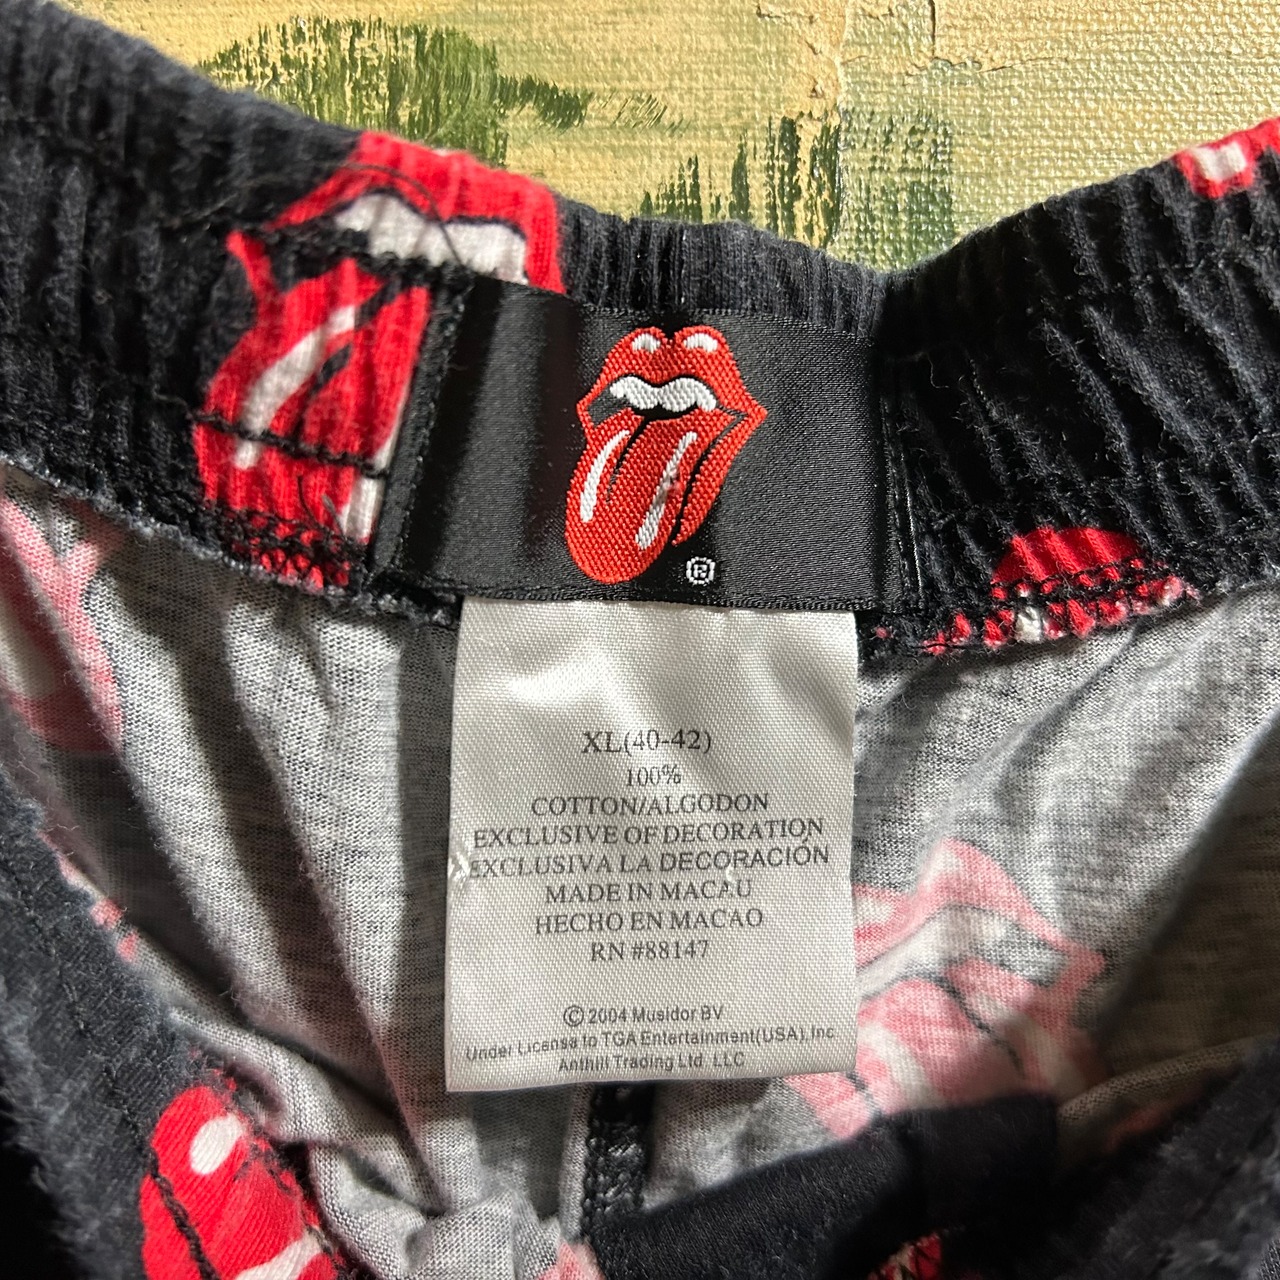 ®
XL(40-42)
100%
COTTON/ALGODON
EXCLUSIVE OF DECORATION
EXCLUSIVA LA DECORACIÓN
MADE IN MACAU
HECHO EN MACAO
RN #88147
© 2004 Musidor BV
Under License to TGA Entertainment(USA), Inc
Anthill Trading Ltd. LLC